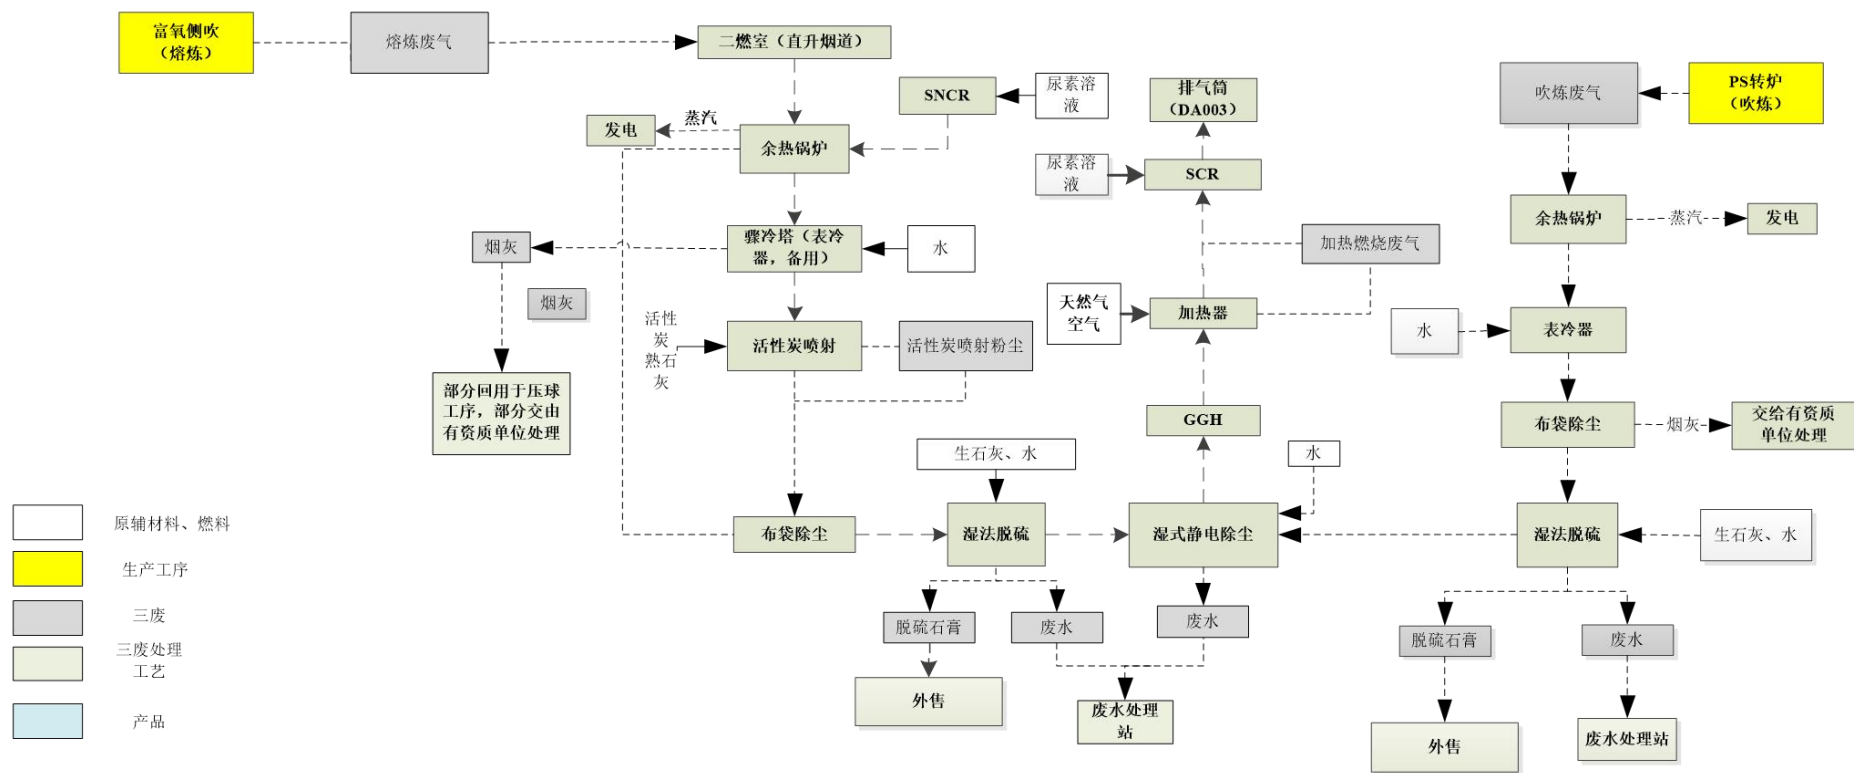 富氧侧吹
（熔炼）
熔炼废气
二燃室（直升烟道）
SNCR
尿素溶
液
发电
蒸汽
余热锅炉
骤冷塔（表冷
器，备用）
水
烟灰
烟灰
部分回用于压球
工序，部分交由
有资质单位处理
活性
炭
熟石
灰
活性炭喷射
活性炭喷射粉尘
布袋除尘
生石灰、水
湿法脱硫
脱硫石膏
废水
外售
废水处理
站
排气筒
（DA003）
尿素溶
液
SCR
加热燃烧废气
天然气
空气
加热器
GGH
水
湿式静电除尘
废水
吹炼废气
PS转炉
（吹炼）
余热锅炉
蒸汽
发电
水
表冷器
布袋除尘
烟灰
交给有资质
单位处理
湿法脱硫
生石灰、水
脱硫石膏
废水
外售
废水处理站
原辅材料、燃料
生产工序
三废
三废处理
工艺
产品